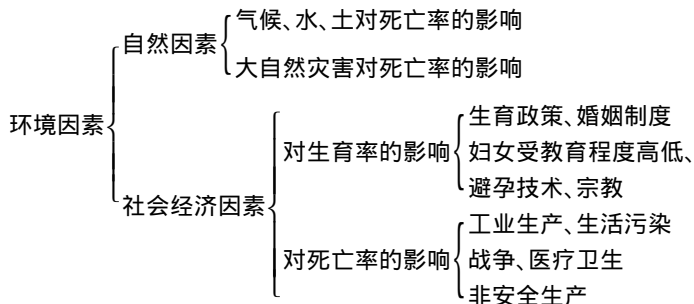 气候、水、土对死亡率的影响
自然因素
大自然灾害对死亡率的影响
环境因素
生育政策、婚姻制度
对生育率的影响
妇女受教育程度高低、
避孕技术、宗教
社会经济因素
工业生产、生活污染
对死亡率的影响
战争、医疗卫生
非安全生产